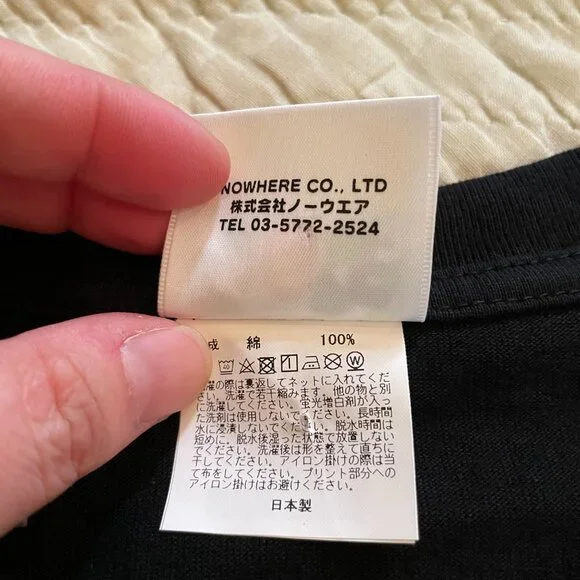 NOWHERE CO., LTD
株式会社ノーウエア
TEL 03-5772-2524
成 綿 100%
濯の際は裏返してネットに入れてくだ
さい。洗濯で若干縮みます。他の物と別
に洗濯してください。蛍光増白剤が入っ
た洗剤は使用しないでください。長時間
水に浸漬しないでください。脱水時間は
短めに。脱水後湿った状態で放置しない
でください。洗濯後は形を整えて直ちに
干してください。アイロン掛けの際は当
て布をしてください。プリント部分への
アイロン掛けはお避けください。
日本製